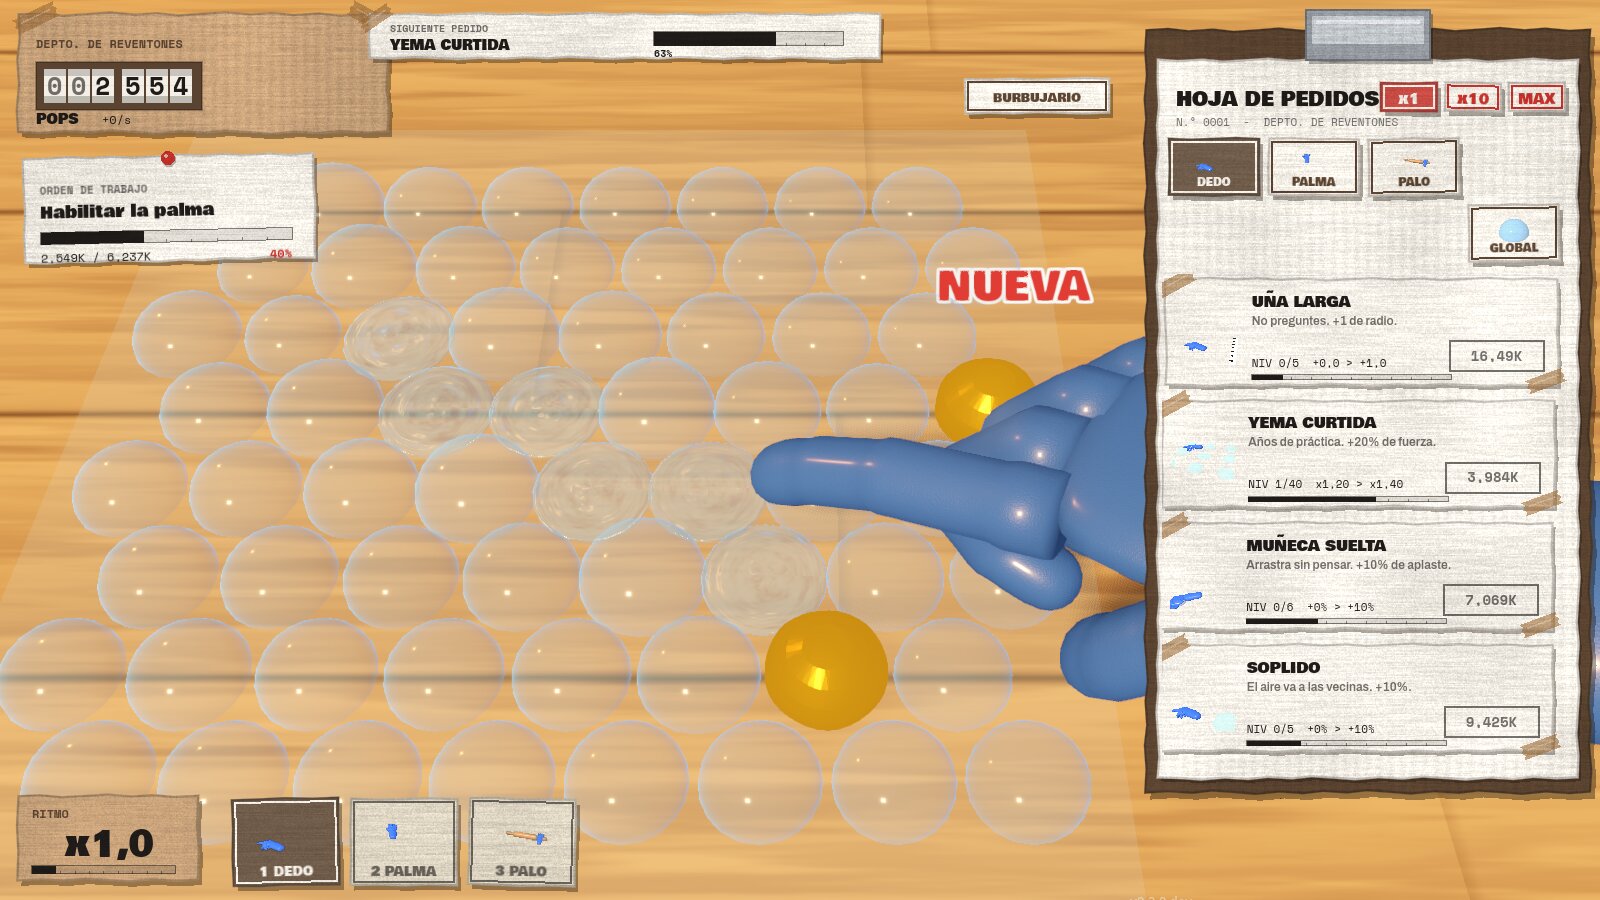 DEPTO. DE REVENTONES
002554
POPS +0/s
SIGUIENTE PEDIDO
YEMA CURTIDA
63%
BURBUJARIO
ORDEN DE TRABAJO
Habilitar la palma
2,549K / 6,237K
40%
NUEVA
HOJA DE PEDIDOS
x1
x10
MAX
N.° 0001 - DEPTO. DE REVENTONES
DEDO
PALMA
PALO
GLOBAL
UÑA LARGA
No preguntes. +1 de radio.
NIV 0/5 +0,0 > +1,0
16,49K
YEMA CURTIDA
Años de práctica. +20% de fuerza.
NIV 1/40 x1,20 > x1,40
3,984K
MUÑECA SUELTA
Arrastra sin pensar. +10% de aplaste.
NIV 0/6 +0% > +10%
7,069K
SOPLIDO
El aire va a las vecinas. +10%.
NIV 0/5 +0% > +10%
9,425K
RITMO
x1,0
1 DEDO
2 PALMA
3 PALO